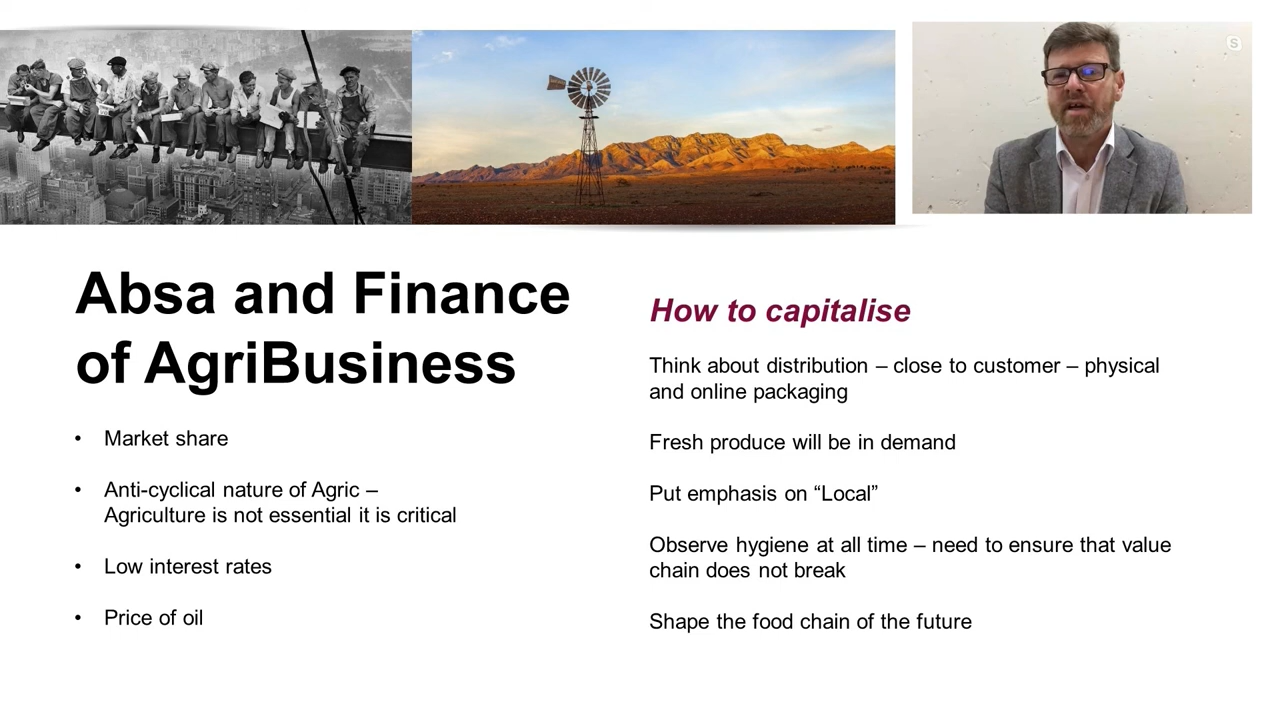 Absa and Finance
of AgriBusiness
• Market share
• Anti-cyclical nature of Agric –
Agriculture is not essential it is critical
• Low interest rates
• Price of oil
How to capitalise
Think about distribution – close to customer – physical
and online packaging
Fresh produce will be in demand
Put emphasis on “Local”
Observe hygiene at all time – need to ensure that value
chain does not break
Shape the food chain of the future